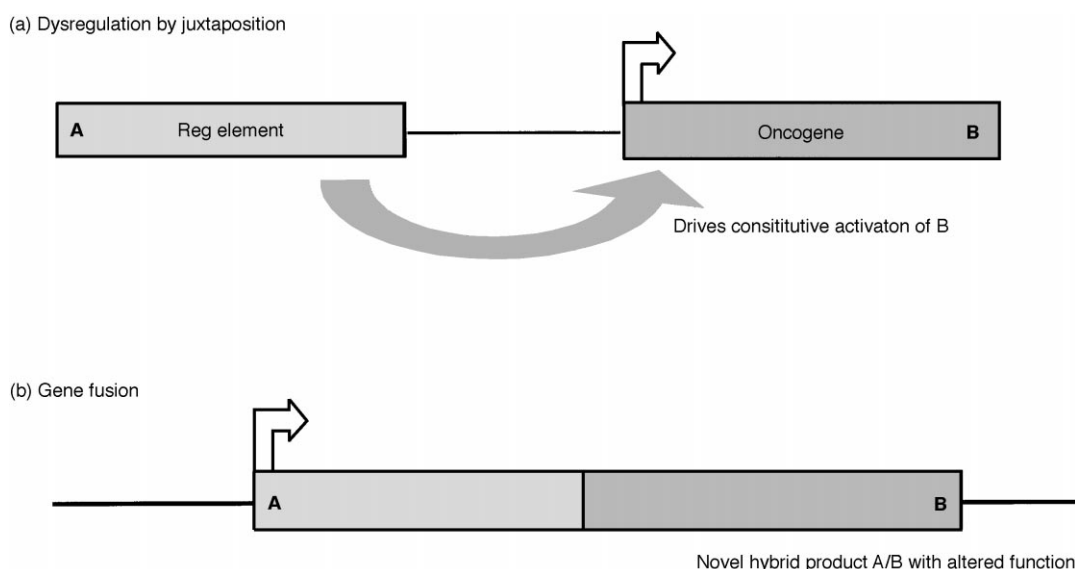 (a) Dysregulation by juxtaposition
A Reg element Oncogene B
Drives consititutive activaton of B
(b) Gene fusion
A B
Novel hybrid product A/B with altered function